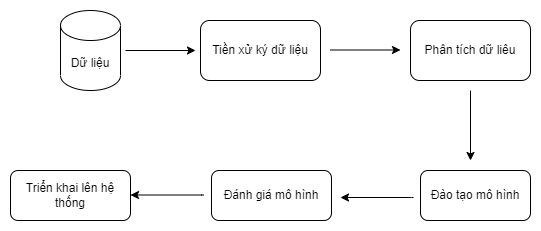 Dữ liệu
Tiền xử ký dữ liệu
Phân tích dữ liêu
Đào tạo mô hình
Đánh giá mô hình
Triển khai lên hệ
thống